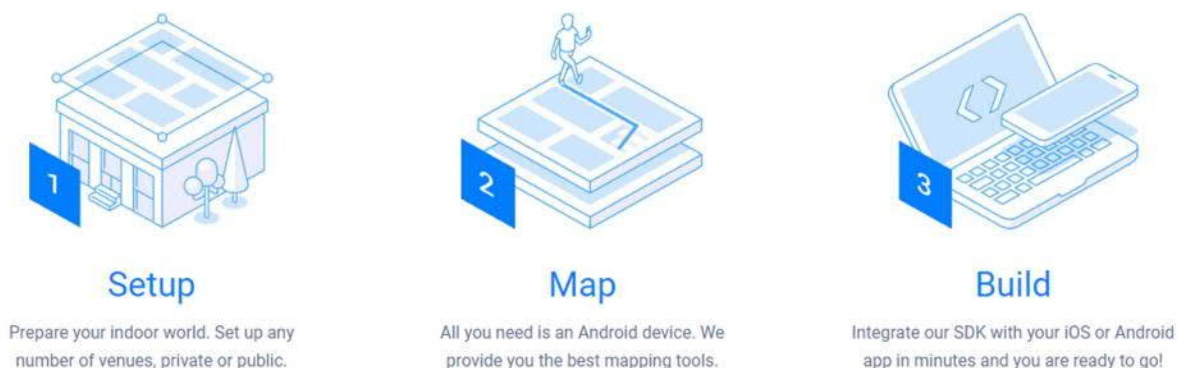 1
Setup
Prepare your indoor world. Set up any
number of venues, private or public.
2
Map
All you need is an Android device. We
provide you the best mapping tools.
3
Build
Integrate our SDK with your iOS or Android
app in minutes and you are ready to go!